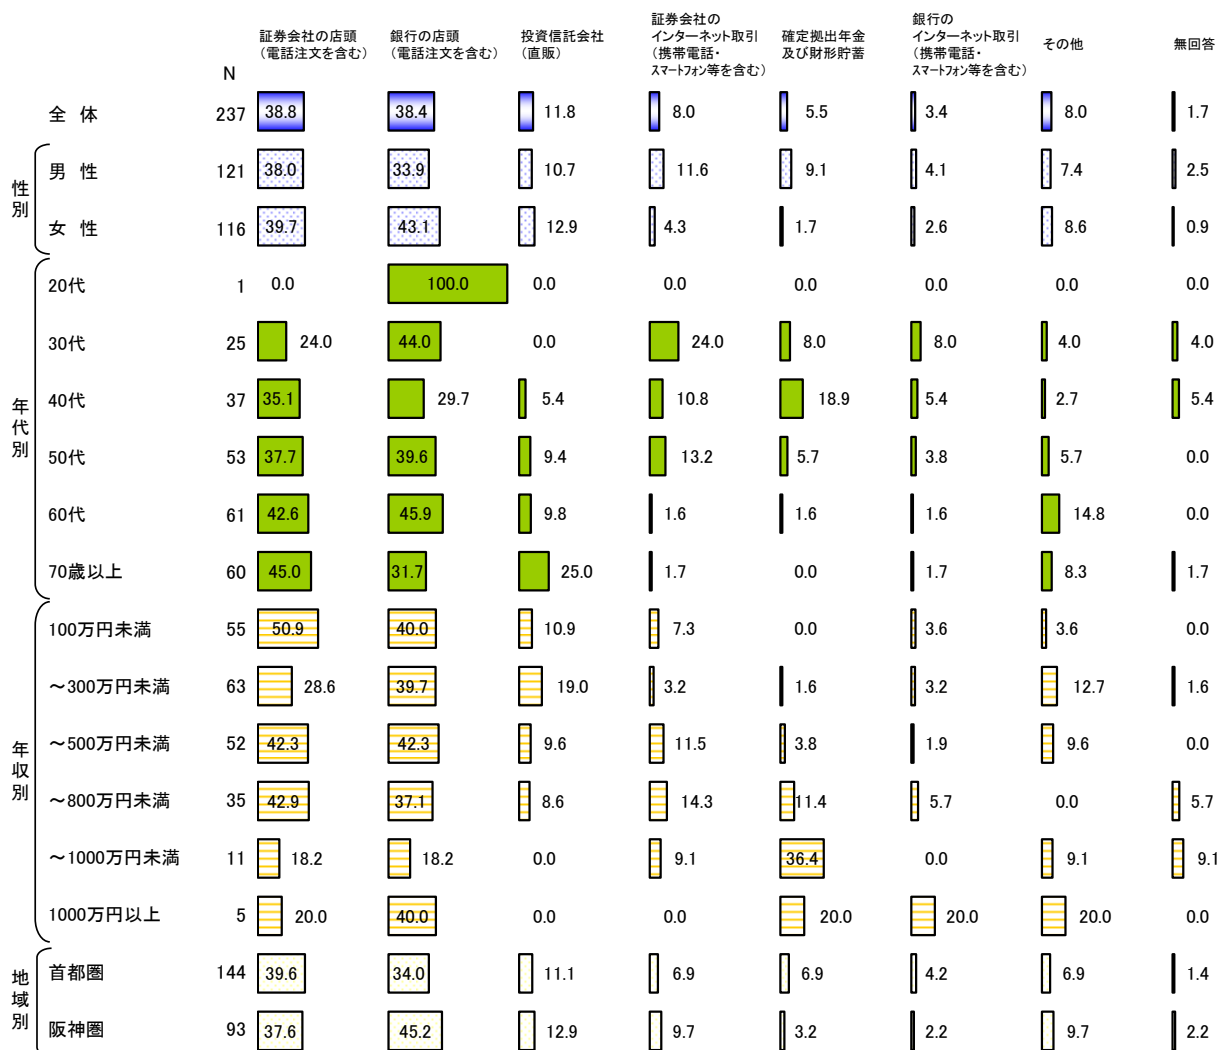 証券会社の店頭
（電話注文を含む）
銀行の店頭
（電話注文を含む）
投資信託会社
（直販）
証券会社の
インターネット取引
（携帯電話・
スマートフォン等を含む）
確定拠出年金
及び財形貯蓄
銀行の
インターネット取引
（携帯電話・
スマートフォン等を含む）
その他
無回答
N
全 体 237 38.8 38.4 11.8 8.0 5.5 3.4 8.0 1.7
性別
男 性 121 38.0 33.9 10.7 11.6 9.1 4.1 7.4 2.5
女 性 116 39.7 43.1 12.9 4.3 1.7 2.6 8.6 0.9
年代別
20代 1 0.0 100.0 0.0 0.0 0.0 0.0 0.0 0.0
30代 25 24.0 44.0 0.0 24.0 8.0 8.0 4.0 4.0
40代 37 35.1 29.7 5.4 10.8 18.9 5.4 2.7 5.4
50代 53 37.7 39.6 9.4 13.2 5.7 3.8 5.7 0.0
60代 61 42.6 45.9 9.8 1.6 1.6 1.6 14.8 0.0
70歳以上 60 45.0 31.7 25.0 1.7 0.0 1.7 8.3 1.7
年収別
100万円未満 55 50.9 40.0 10.9 7.3 0.0 3.6 3.6 0.0
～300万円未満 63 28.6 39.7 19.0 3.2 1.6 3.2 12.7 1.6
～500万円未満 52 42.3 42.3 9.6 11.5 3.8 1.9 9.6 0.0
～800万円未満 35 42.9 37.1 8.6 14.3 11.4 5.7 0.0 5.7
～1000万円未満 11 18.2 18.2 0.0 9.1 36.4 0.0 9.1 9.1
1000万円以上 5 20.0 40.0 0.0 0.0 20.0 20.0 20.0 0.0
地域別
首都圏 144 39.6 34.0 11.1 6.9 6.9 4.2 6.9 1.4
阪神圏 93 37.6 45.2 12.9 9.7 3.2 2.2 9.7 2.2